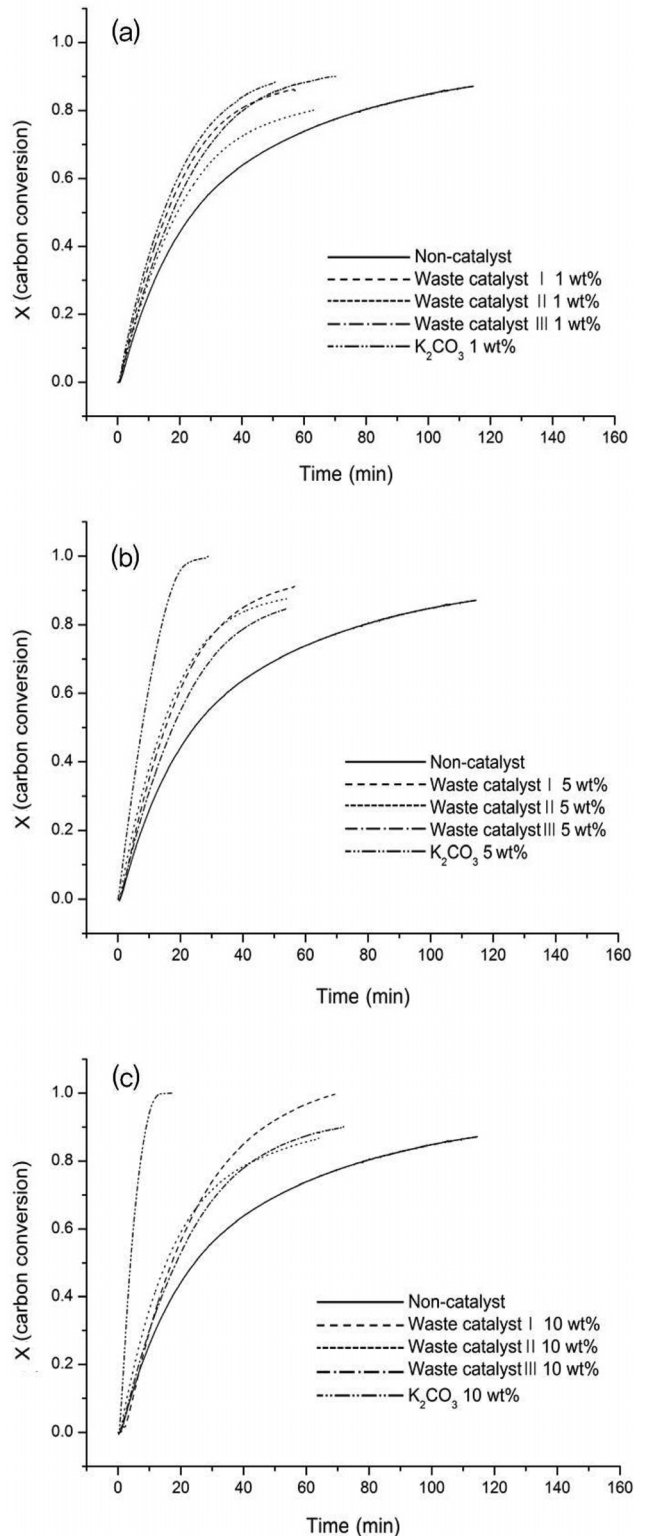 (a)
1.0
0.8
0.6
0.4
0.2
0.0
X (carbon conversion)
Non-catalyst
Waste catalyst Ⅰ 1 wt%
Waste catalyst Ⅱ 1 wt%
Waste catalyst Ⅲ 1 wt%
K₂CO₃ 1 wt%
0 20 40 60 80 100 120 140 160
Time (min)
(b)
1.0
0.8
0.6
0.4
0.2
0.0
X (carbon conversion)
Non-catalyst
Waste catalyst Ⅰ 5 wt%
Waste catalyst Ⅱ 5 wt%
Waste catalyst Ⅲ 5 wt%
K₂CO₃ 5 wt%
0 20 40 60 80 100 120 140 160
Time (min)
(c)
1.0
0.8
0.6
0.4
0.2
0.0
X (carbon conversion)
Non-catalyst
Waste catalyst Ⅰ 10 wt%
Waste catalyst Ⅱ 10 wt%
Waste catalyst Ⅲ 10 wt%
K₂CO₃ 10 wt%
0 20 40 60 80 100 120 140 160
Time (min)